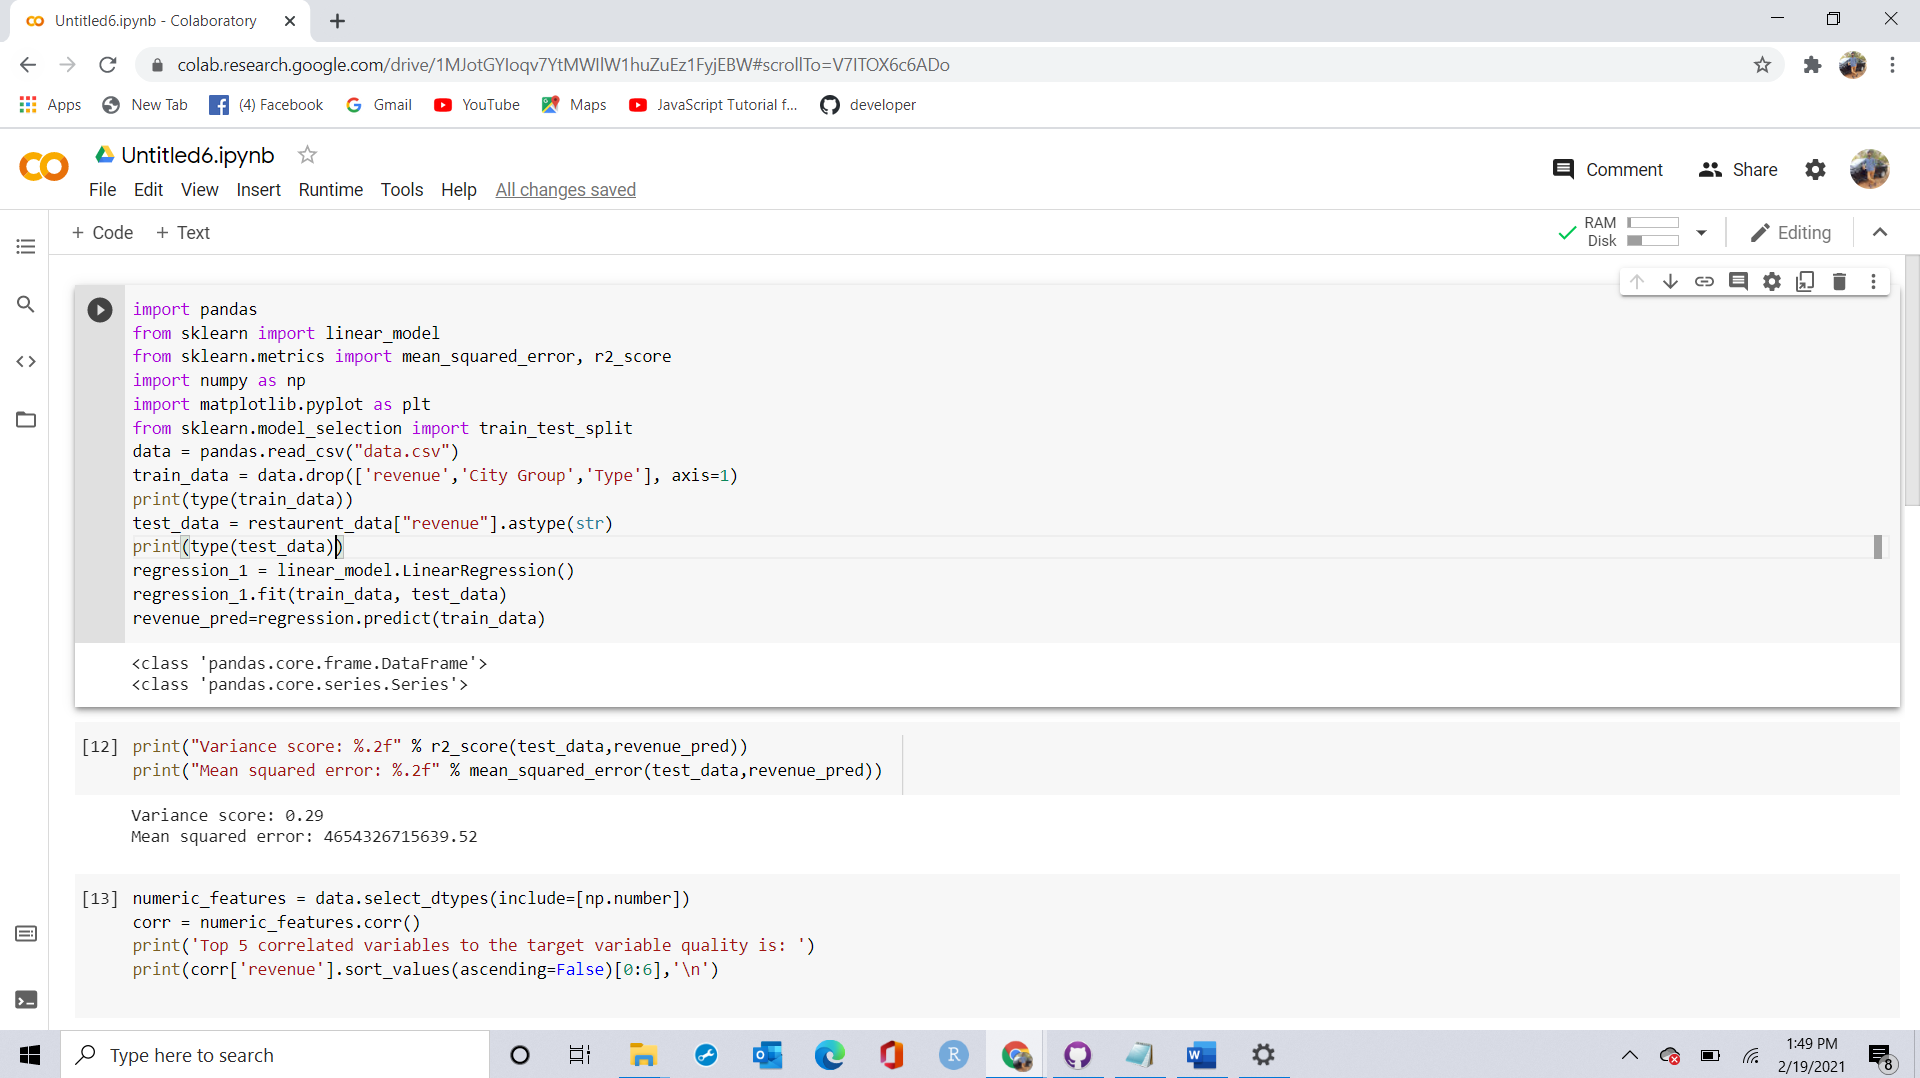 Untitled6.ipynb - Colaboratory
colab.research.google.com/drive/1MJotGYIoqv7YtMWIlW1huZuEz1FyjEBW#scrollTo=V7ITOX6c6ADo
Apps New Tab (4) Facebook Gmail YouTube Maps JavaScript Tutorial f... developer
Untitled6.ipynb
Comment Share
File Edit View Insert Runtime Tools Help All changes saved
+ Code + Text
RAM
Disk
Editing
import pandas
from sklearn import linear_model
from sklearn.metrics import mean_squared_error, r2_score
import numpy as np
import matplotlib.pyplot as plt
from sklearn.model_selection import train_test_split
data = pandas.read_csv("data.csv")
train_data = data.drop(['revenue','City Group','Type'], axis=1)
print(type(train_data))
test_data = restaurent_data["revenue"].astype(str)
print(type(test_data))
regression_1 = linear_model.LinearRegression()
regression_1.fit(train_data, test_data)
revenue_pred=regression.predict(train_data)
<class 'pandas.core.frame.DataFrame'>
<class 'pandas.core.series.Series'>
[12] print("Variance score: %.2f" % r2_score(test_data,revenue_pred))
print("Mean squared error: %.2f" % mean_squared_error(test_data,revenue_pred))
Variance score: 0.29
Mean squared error: 4654326715639.52
[13] numeric_features = data.select_dtypes(include=[np.number])
corr = numeric_features.corr()
print('Top 5 correlated variables to the target variable quality is: ')
print(corr['revenue'].sort_values(ascending=False)[0:6],'\n')
Type here to search
1:49 PM
2/19/2021
8